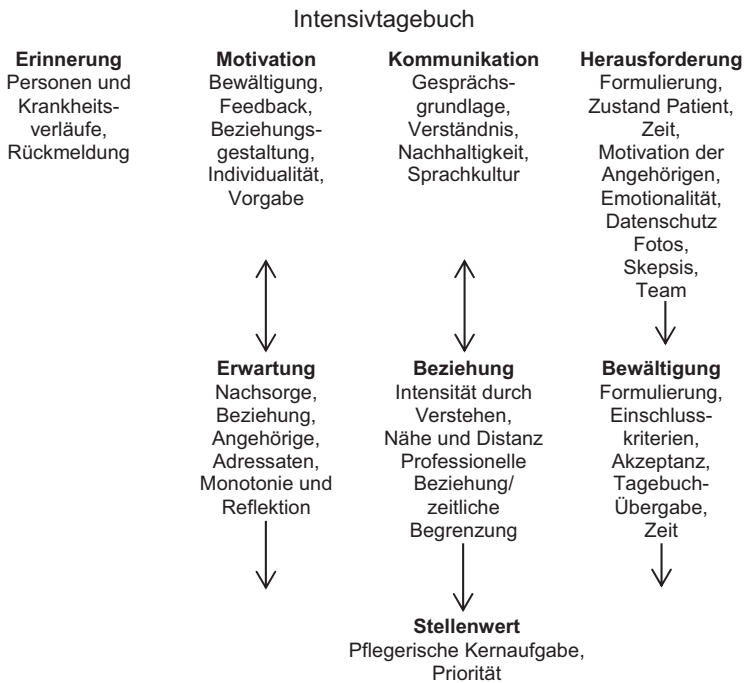 Intensivtagebuch
Erinnerung
Personen und
Krankheits-
verläufe,
Rückmeldung
Motivation
Bewältigung,
Feedback,
Beziehungs-
gestaltung,
Individualität,
Vorgabe
Kommunikation
Gesprächs-
grundlage,
Verständnis,
Nachhaltigkeit,
Sprachkultur
Herausforderung
Formulierung,
Zustand Patient,
Zeit,
Motivation der
Angehörigen,
Emotionalität,
Datenschutz
Fotos,
Skepsis,
Team
Erwartung
Nachsorge,
Beziehung,
Angehörige,
Adressaten,
Monotonie und
Reflektion
Beziehung
Intensität durch
Verstehen,
Nähe und Distanz
Professionelle
Beziehung/
zeitliche
Begrenzung
Bewältigung
Formulierung,
Einschluss-
kriterien,
Akzeptanz,
Tagebuch-
Übergabe,
Zeit
Stellenwert
Pflegerische Kernaufgabe,
Priorität